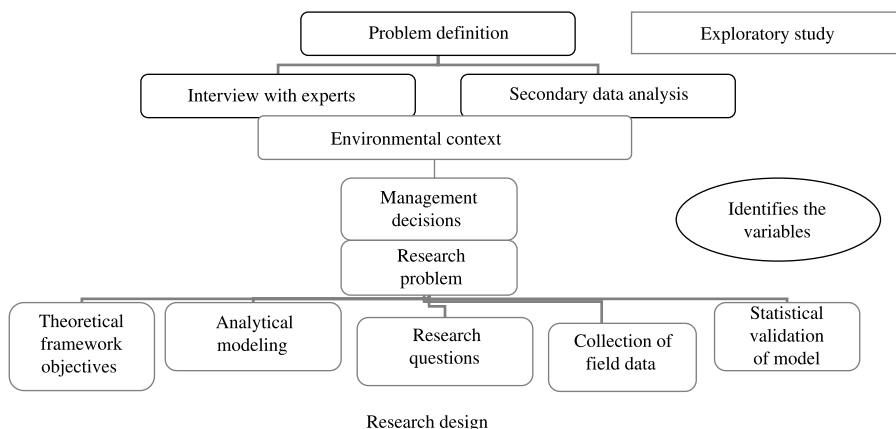 Problem definition
Exploratory study
Interview with experts
Secondary data analysis
Environmental context
Management
decisions
Identifies the
variables
Research
problem
Theoretical
framework
objectives
Analytical
modeling
Research
questions
Collection of
field data
Statistical
validation
of model
Research design